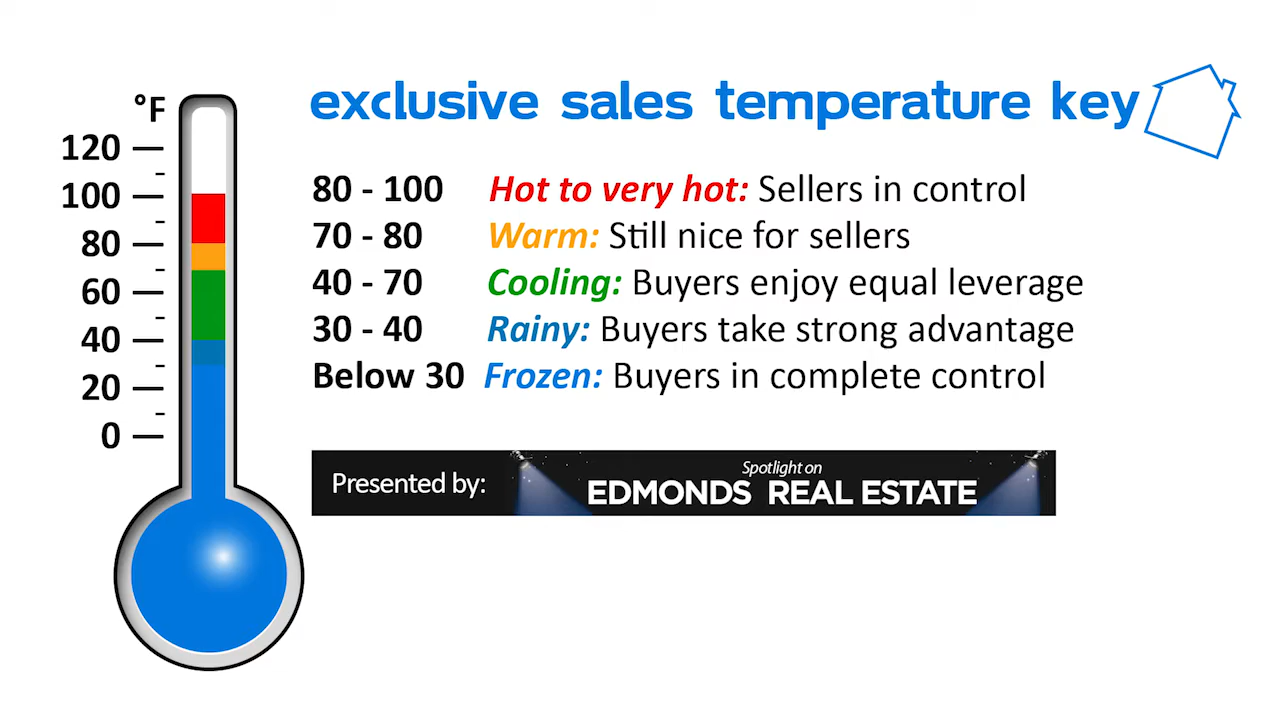 exclusive sales temperature key
°F
120
100
80
60
40
20
0
80 - 100 Hot to very hot: Sellers in control
70 - 80 Warm: Still nice for sellers
40 - 70 Cooling: Buyers enjoy equal leverage
30 - 40 Rainy: Buyers take strong advantage
Below 30 Frozen: Buyers in complete control
Presented by:
Spotlight on
EDMONDS REAL ESTATE